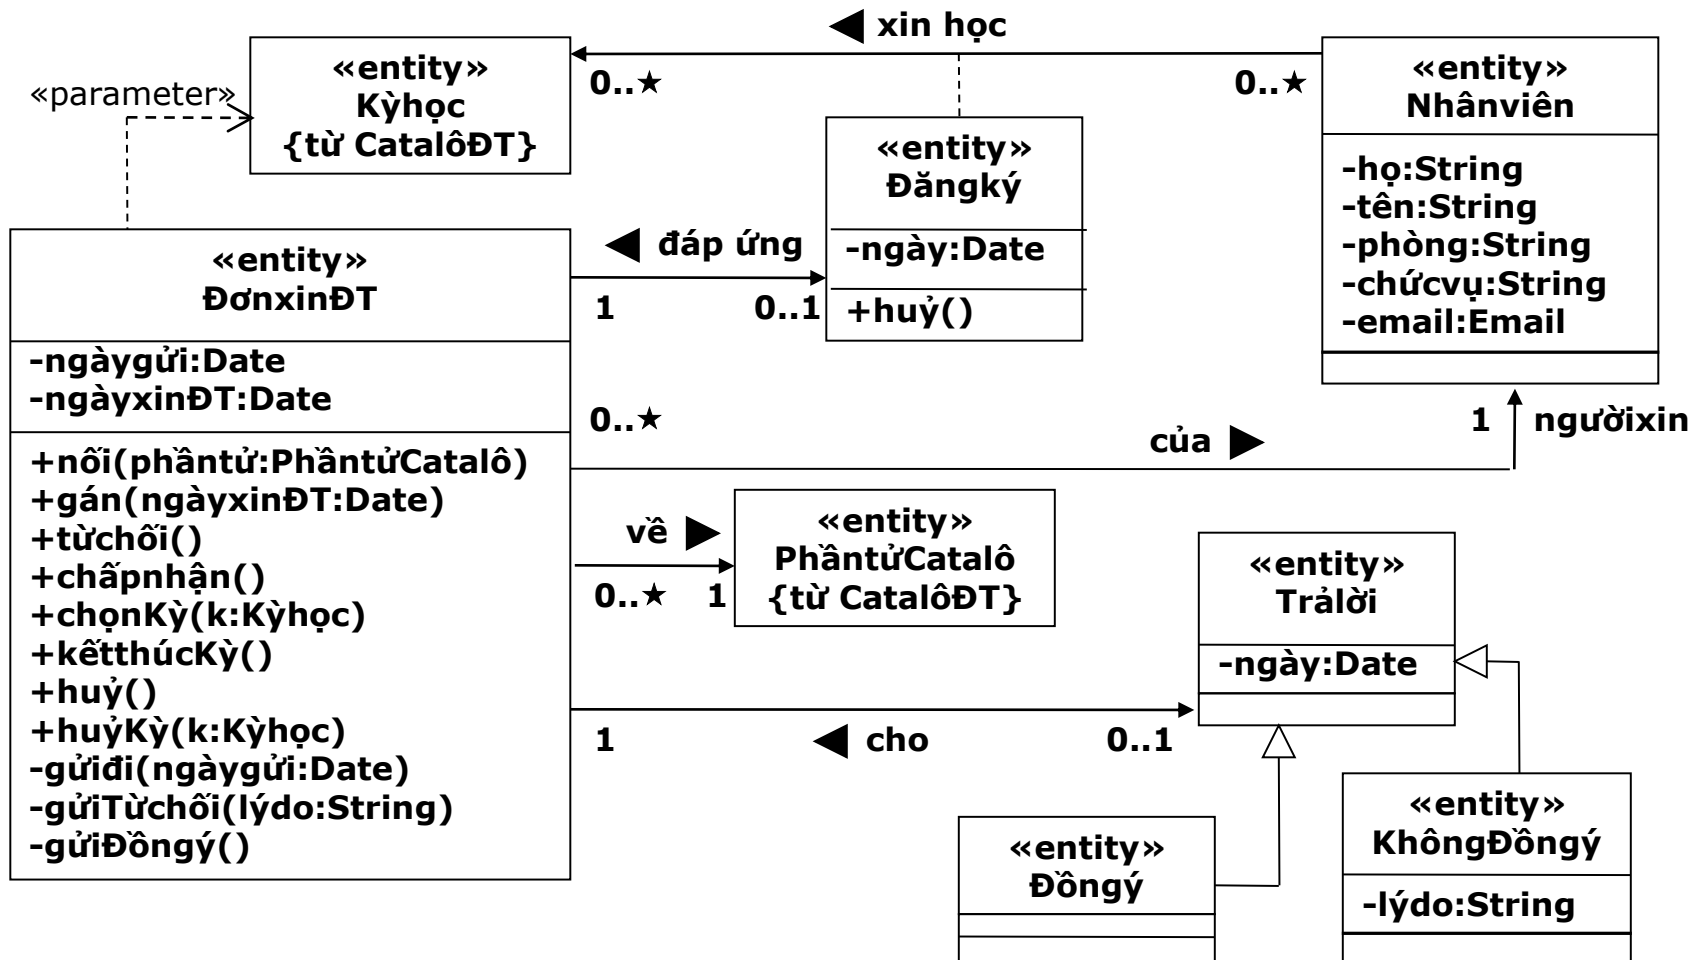 ◀ xin học
«entity»
Kỳhọc
{từ CatalôĐT}
«parameter»
0..★
0..★
«entity»
Nhânviên
-họ:String
-tên:String
-phòng:String
-chứcvụ:String
-email:Email
«entity»
Đăngký
-ngày:Date
+huỷ()
◀ đáp ứng
1
0..1
«entity»
ĐơnxinĐT
-ngàygửi:Date
-ngàyxinĐT:Date
+nối(phầntử:PhầntửCatalô)
+gán(ngàyxinĐT:Date)
+từchối()
+chấpnhận()
+chọnKỳ(k:Kỳhọc)
+kếtthúcKỳ()
+huỷ()
+huỷKỳ(k:Kỳhọc)
-gửiđi(ngàygửi:Date)
-gửiTừchối(lýdo:String)
-gửiĐồngý()
0..★
của ▶
1 ngườixin
về ▶
0..★
1
«entity»
PhầntửCatalô
{từ CatalôĐT}
«entity»
Trảlời
-ngày:Date
1
◀ cho
0..1
«entity»
Đồngý
«entity»
KhôngĐồngý
-lýdo:String